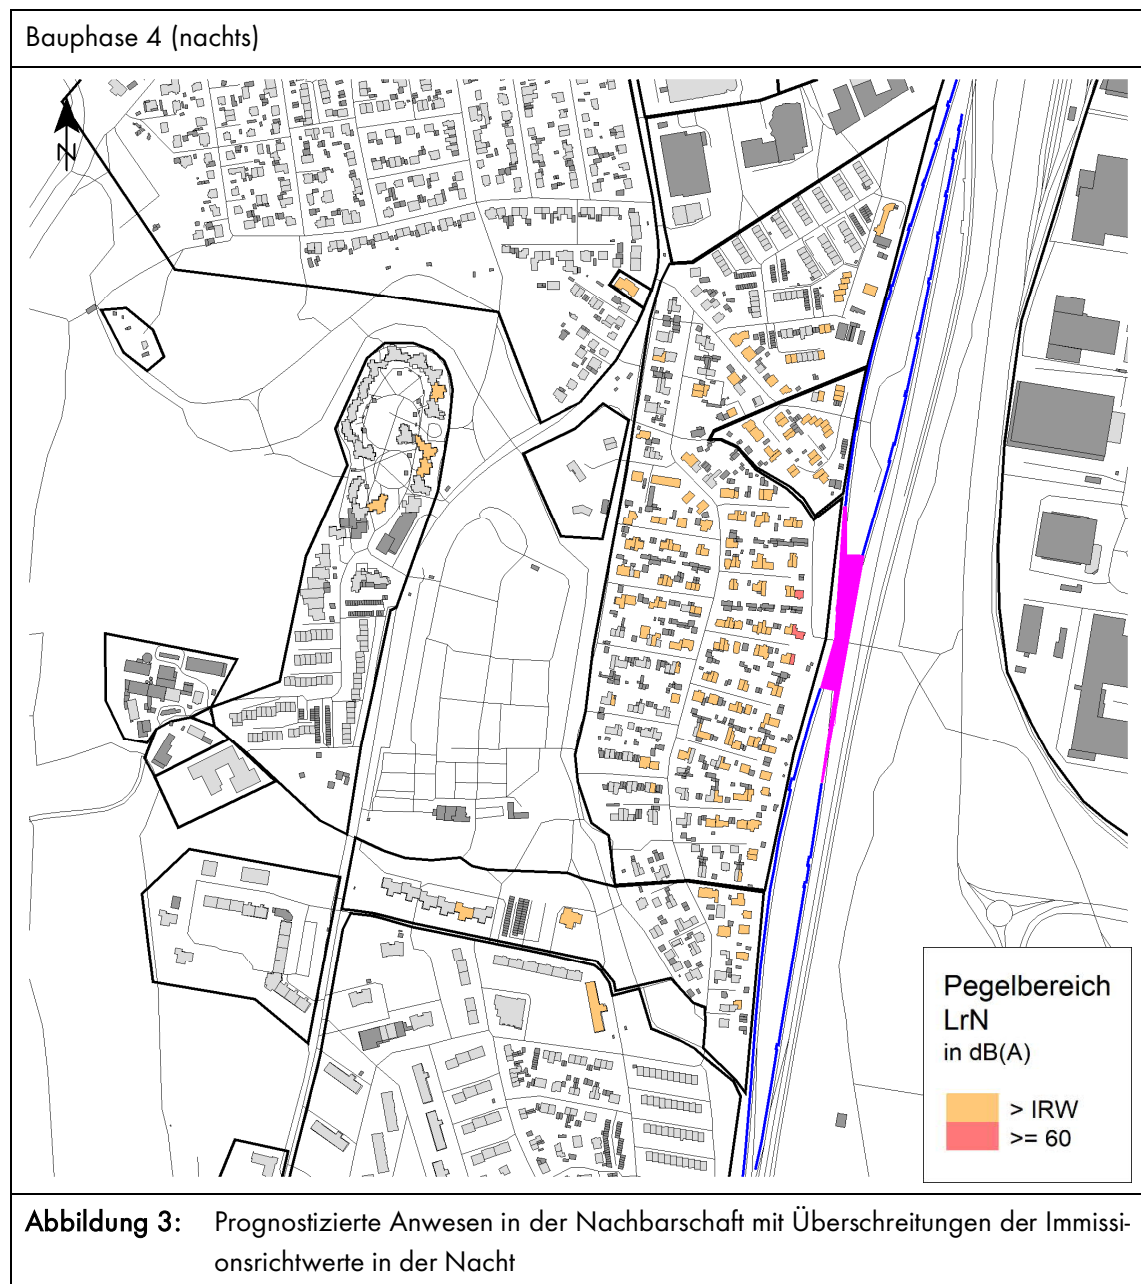 Bauphase 4 (nachts)
N
Pegelbereich
LrN
in dB(A)
> IRW
>= 60
Abbildung 3: Prognostizierte Anwesen in der Nachbarschaft mit Überschreitungen der Immissi-
onsrichtwerte in der Nacht